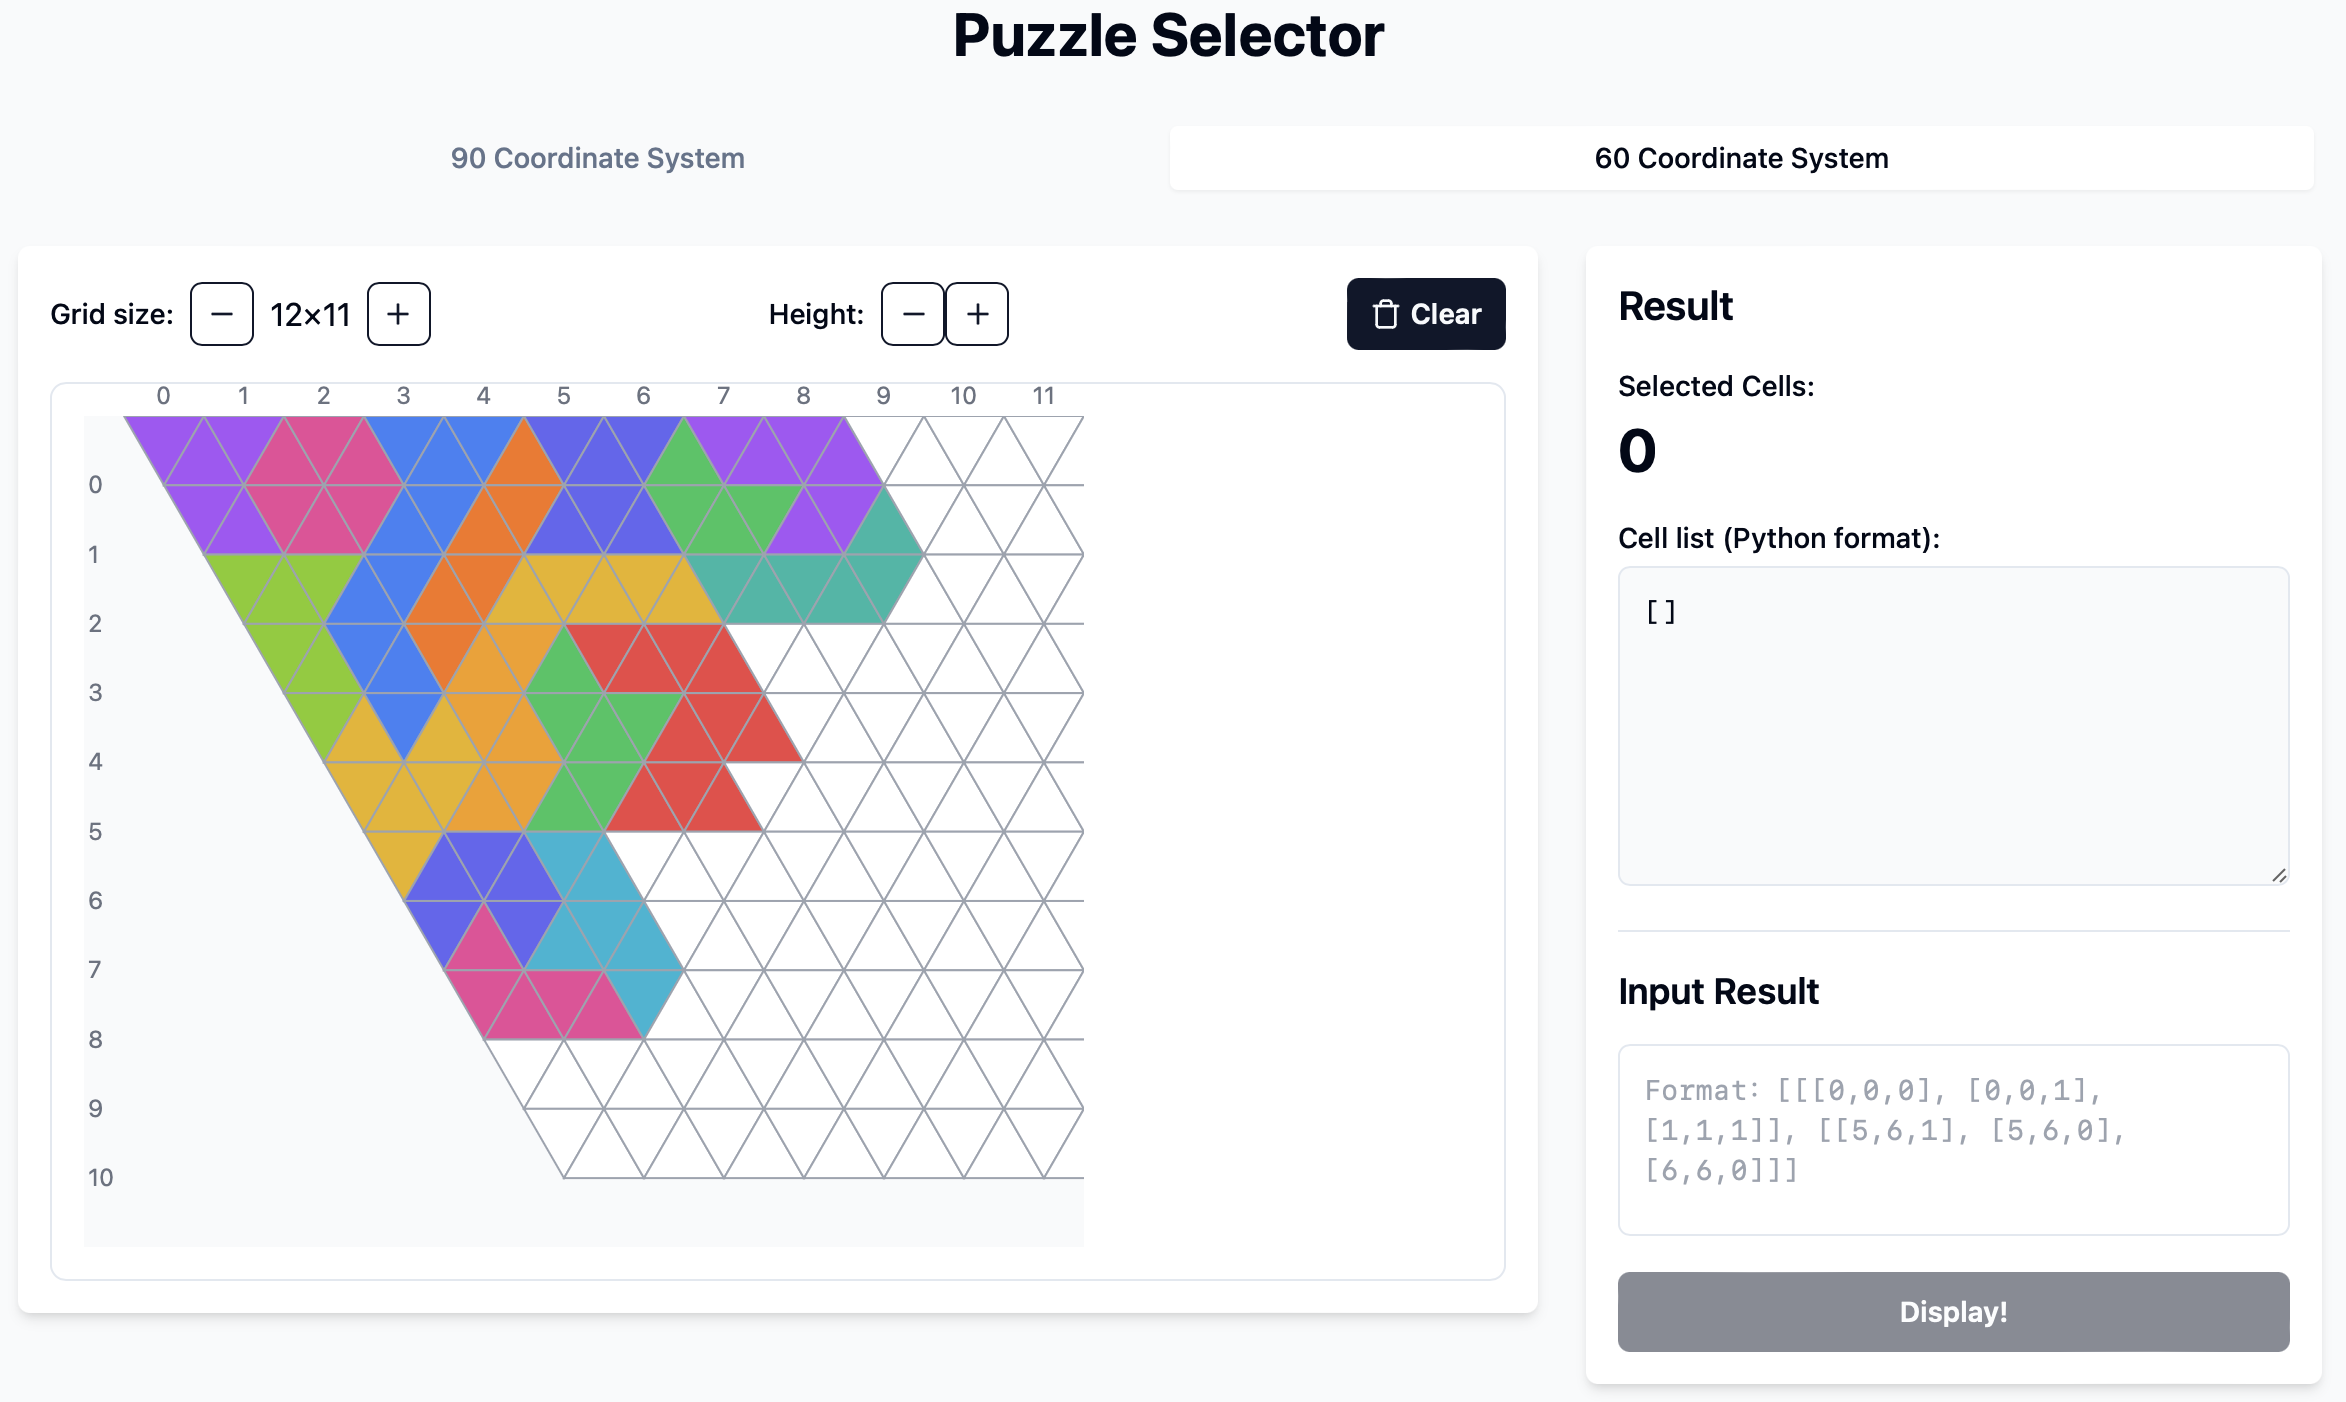 Puzzle Selector
90 Coordinate System
60 Coordinate System
Grid size:
12×11
Height:
Clear
0 1 2 3 4 5 6 7 8 9 10 11
0
1
2
3
4
5
6
7
8
9
10
Result
Selected Cells:
0
Cell list (Python format):
[]
Input Result
Format: [[[0,0,0], [0,0,1],
[1,1,1]], [[5,6,1], [5,6,0],
[6,6,0]]]
Display!